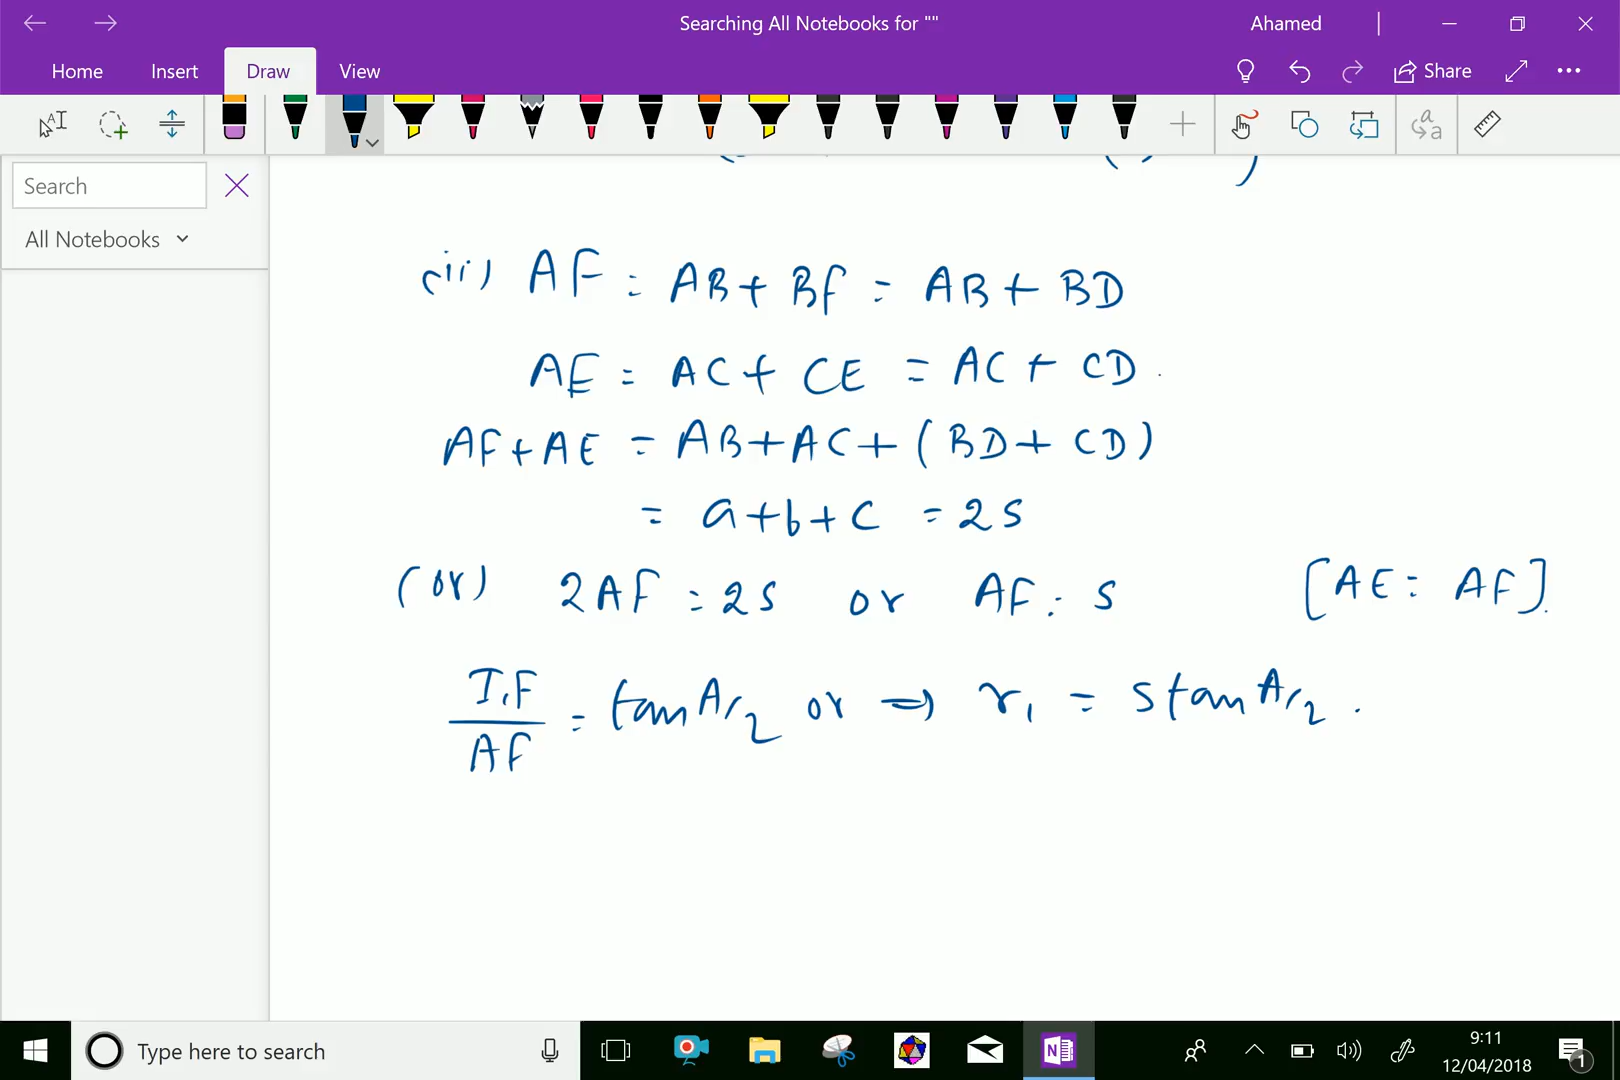 Searching All Notebooks for ""
Ahamed
Home
Insert
Draw
View
Share
Search
All Notebooks
(iii) AF = AB + BF = AB + BD
AE = AC + CE = AC + CD.
AF + AE = AB + AC + (BD + CD)
= a + b + c = 2s
(or) 2AF = 2s or AF = s [AE = AF].
I₁F/AF = tan A/2 or ⇒ r₁ = s tan A/2.
Type here to search
9:11
12/04/2018
1